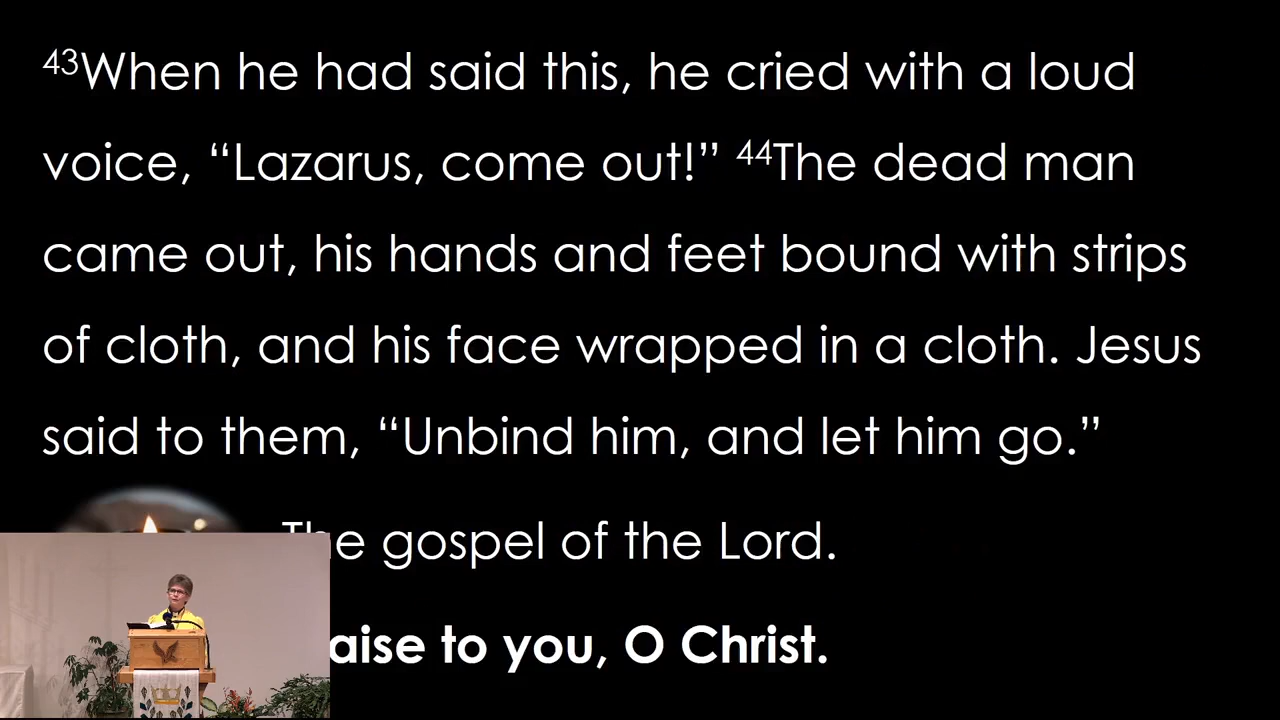 43When he had said this, he cried with a loud
voice, “Lazarus, come out!” 44The dead man
came out, his hands and feet bound with strips
of cloth, and his face wrapped in a cloth. Jesus
said to them, “Unbind him, and let him go.”
The gospel of the Lord.
to you, O Christ.